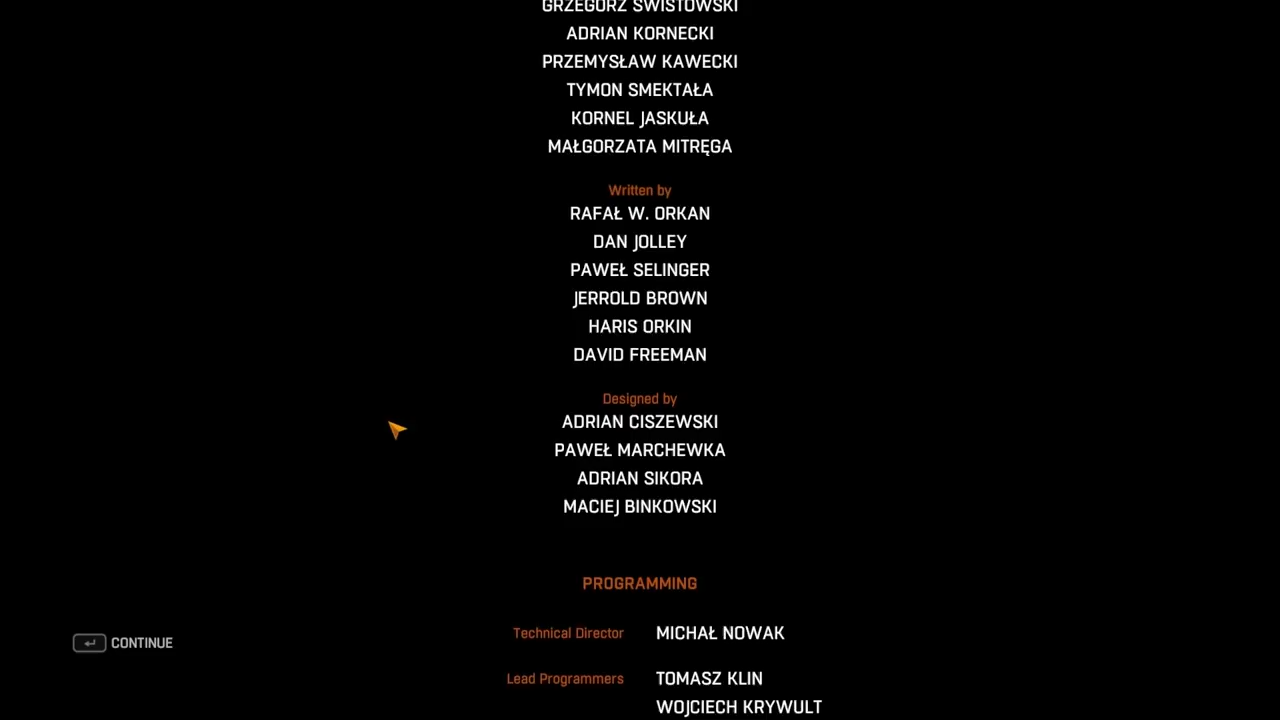 GRZEGORZ ŚWISTOWSKI
ADRIAN KORNECKI
PRZEMYSŁAW KAWECKI
TYMON SMEKTAŁA
KORNEL JASKUŁA
MAŁGORZATA MITRĘGA
Written by
RAFAŁ W. ORKAN
DAN JOLLEY
PAWEŁ SELINGER
JERROLD BROWN
HARIS ORKIN
DAVID FREEMAN
Designed by
ADRIAN CISZEWSKI
PAWEŁ MARCHEWKA
ADRIAN SIKORA
MACIEJ BINKOWSKI
PROGRAMMING
Technical Director MICHAŁ NOWAK
CONTINUE
Lead Programmers TOMASZ KLIN
WOJCIECH KRYWULT